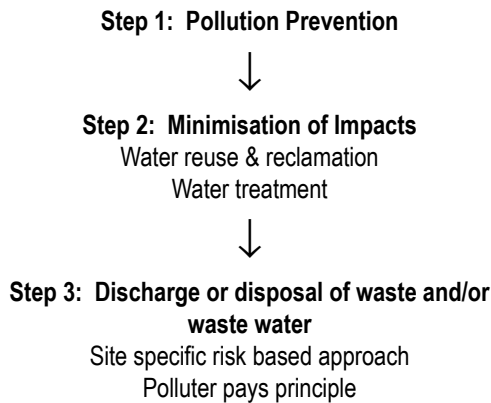 Step 1: Pollution Prevention
Step 2: Minimisation of Impacts
Water reuse & reclamation
Water treatment
Step 3: Discharge or disposal of waste and/or
waste water
Site specific risk based approach
Polluter pays principle